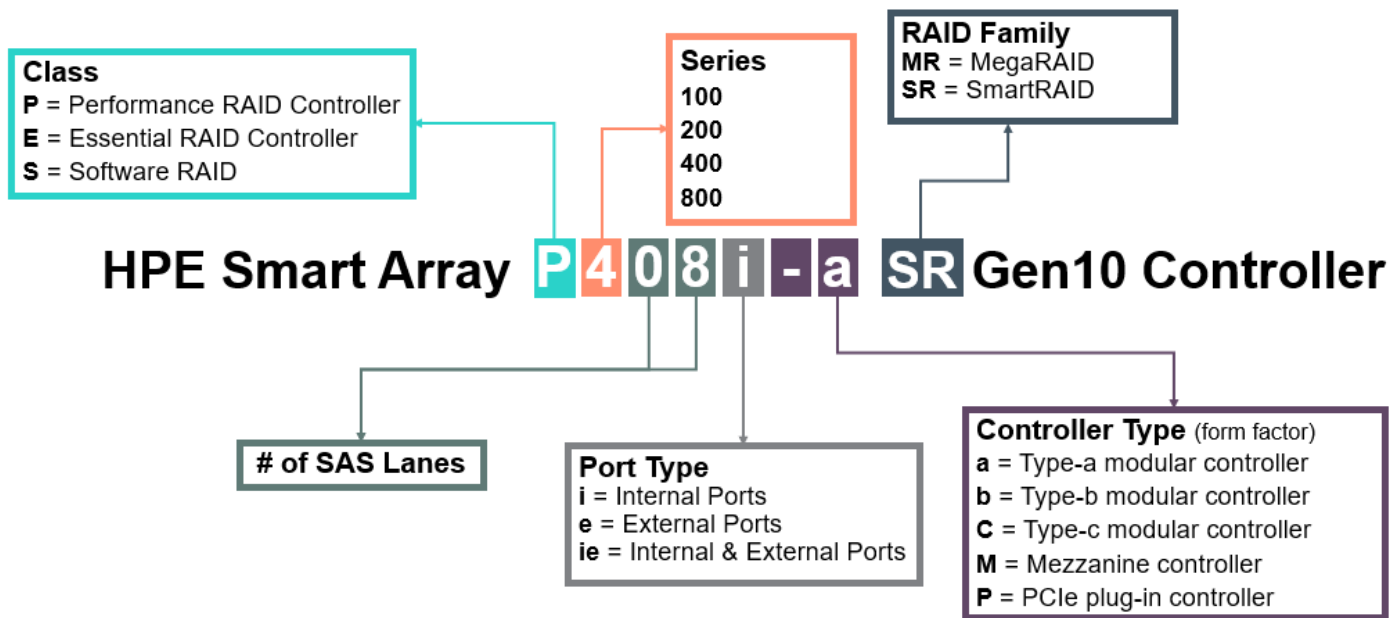 Class
P = Performance RAID Controller
E = Essential RAID Controller
S = Software RAID
Series
100
200
400
800
RAID Family
MR = MegaRAID
SR = SmartRAID
HPE Smart Array P408i-a SR Gen10 Controller
# of SAS Lanes
Port Type
i = Internal Ports
e = External Ports
ie = Internal & External Ports
Controller Type (form factor)
a = Type-a modular controller
b = Type-b modular controller
C = Type-c modular controller
M = Mezzanine controller
P = PCIe plug-in controller